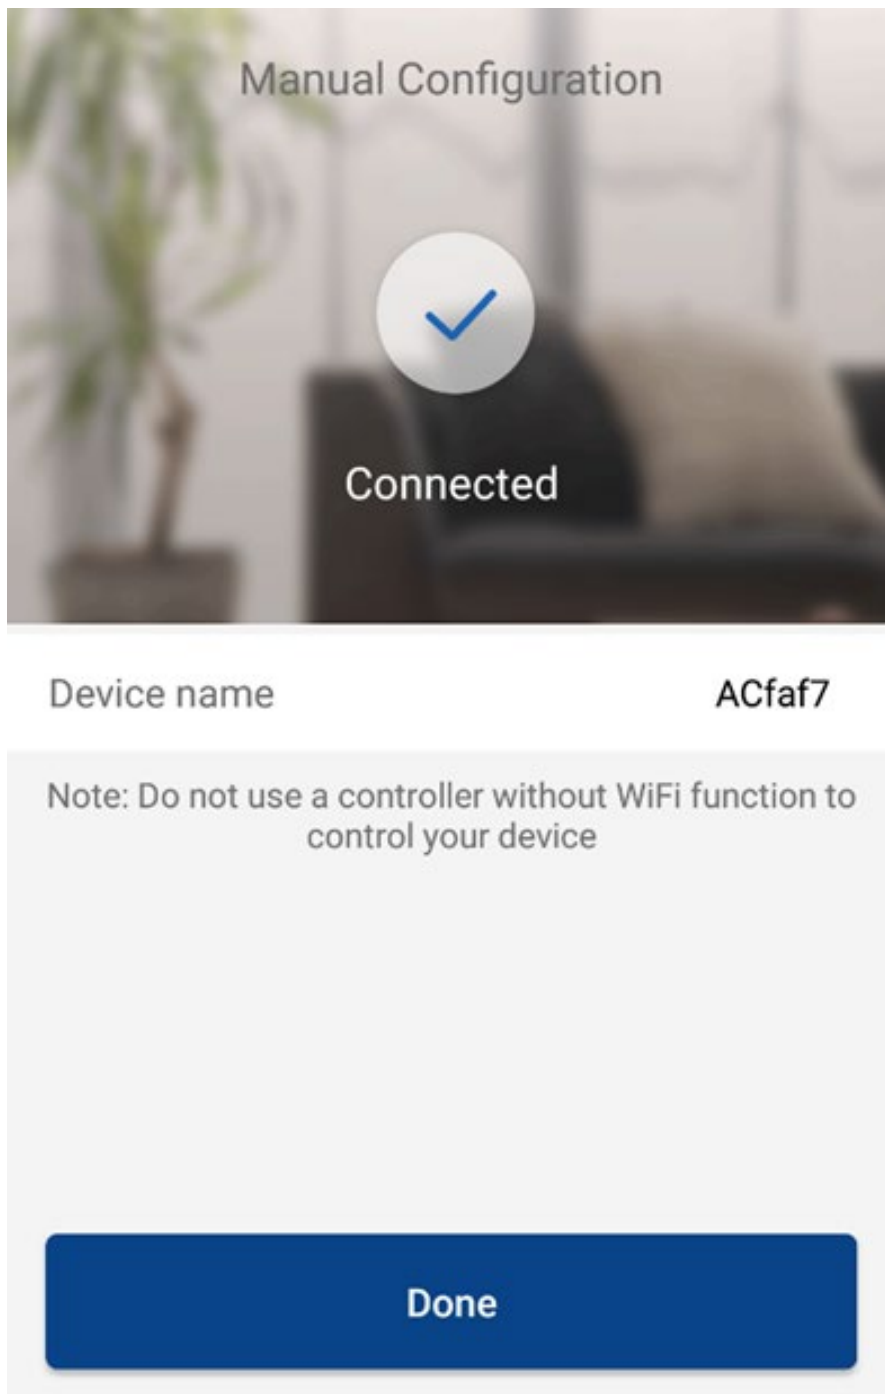 Manual Configuration
Connected
Device name ACfaf7
Note: Do not use a controller without WiFi function to
control your device
Done